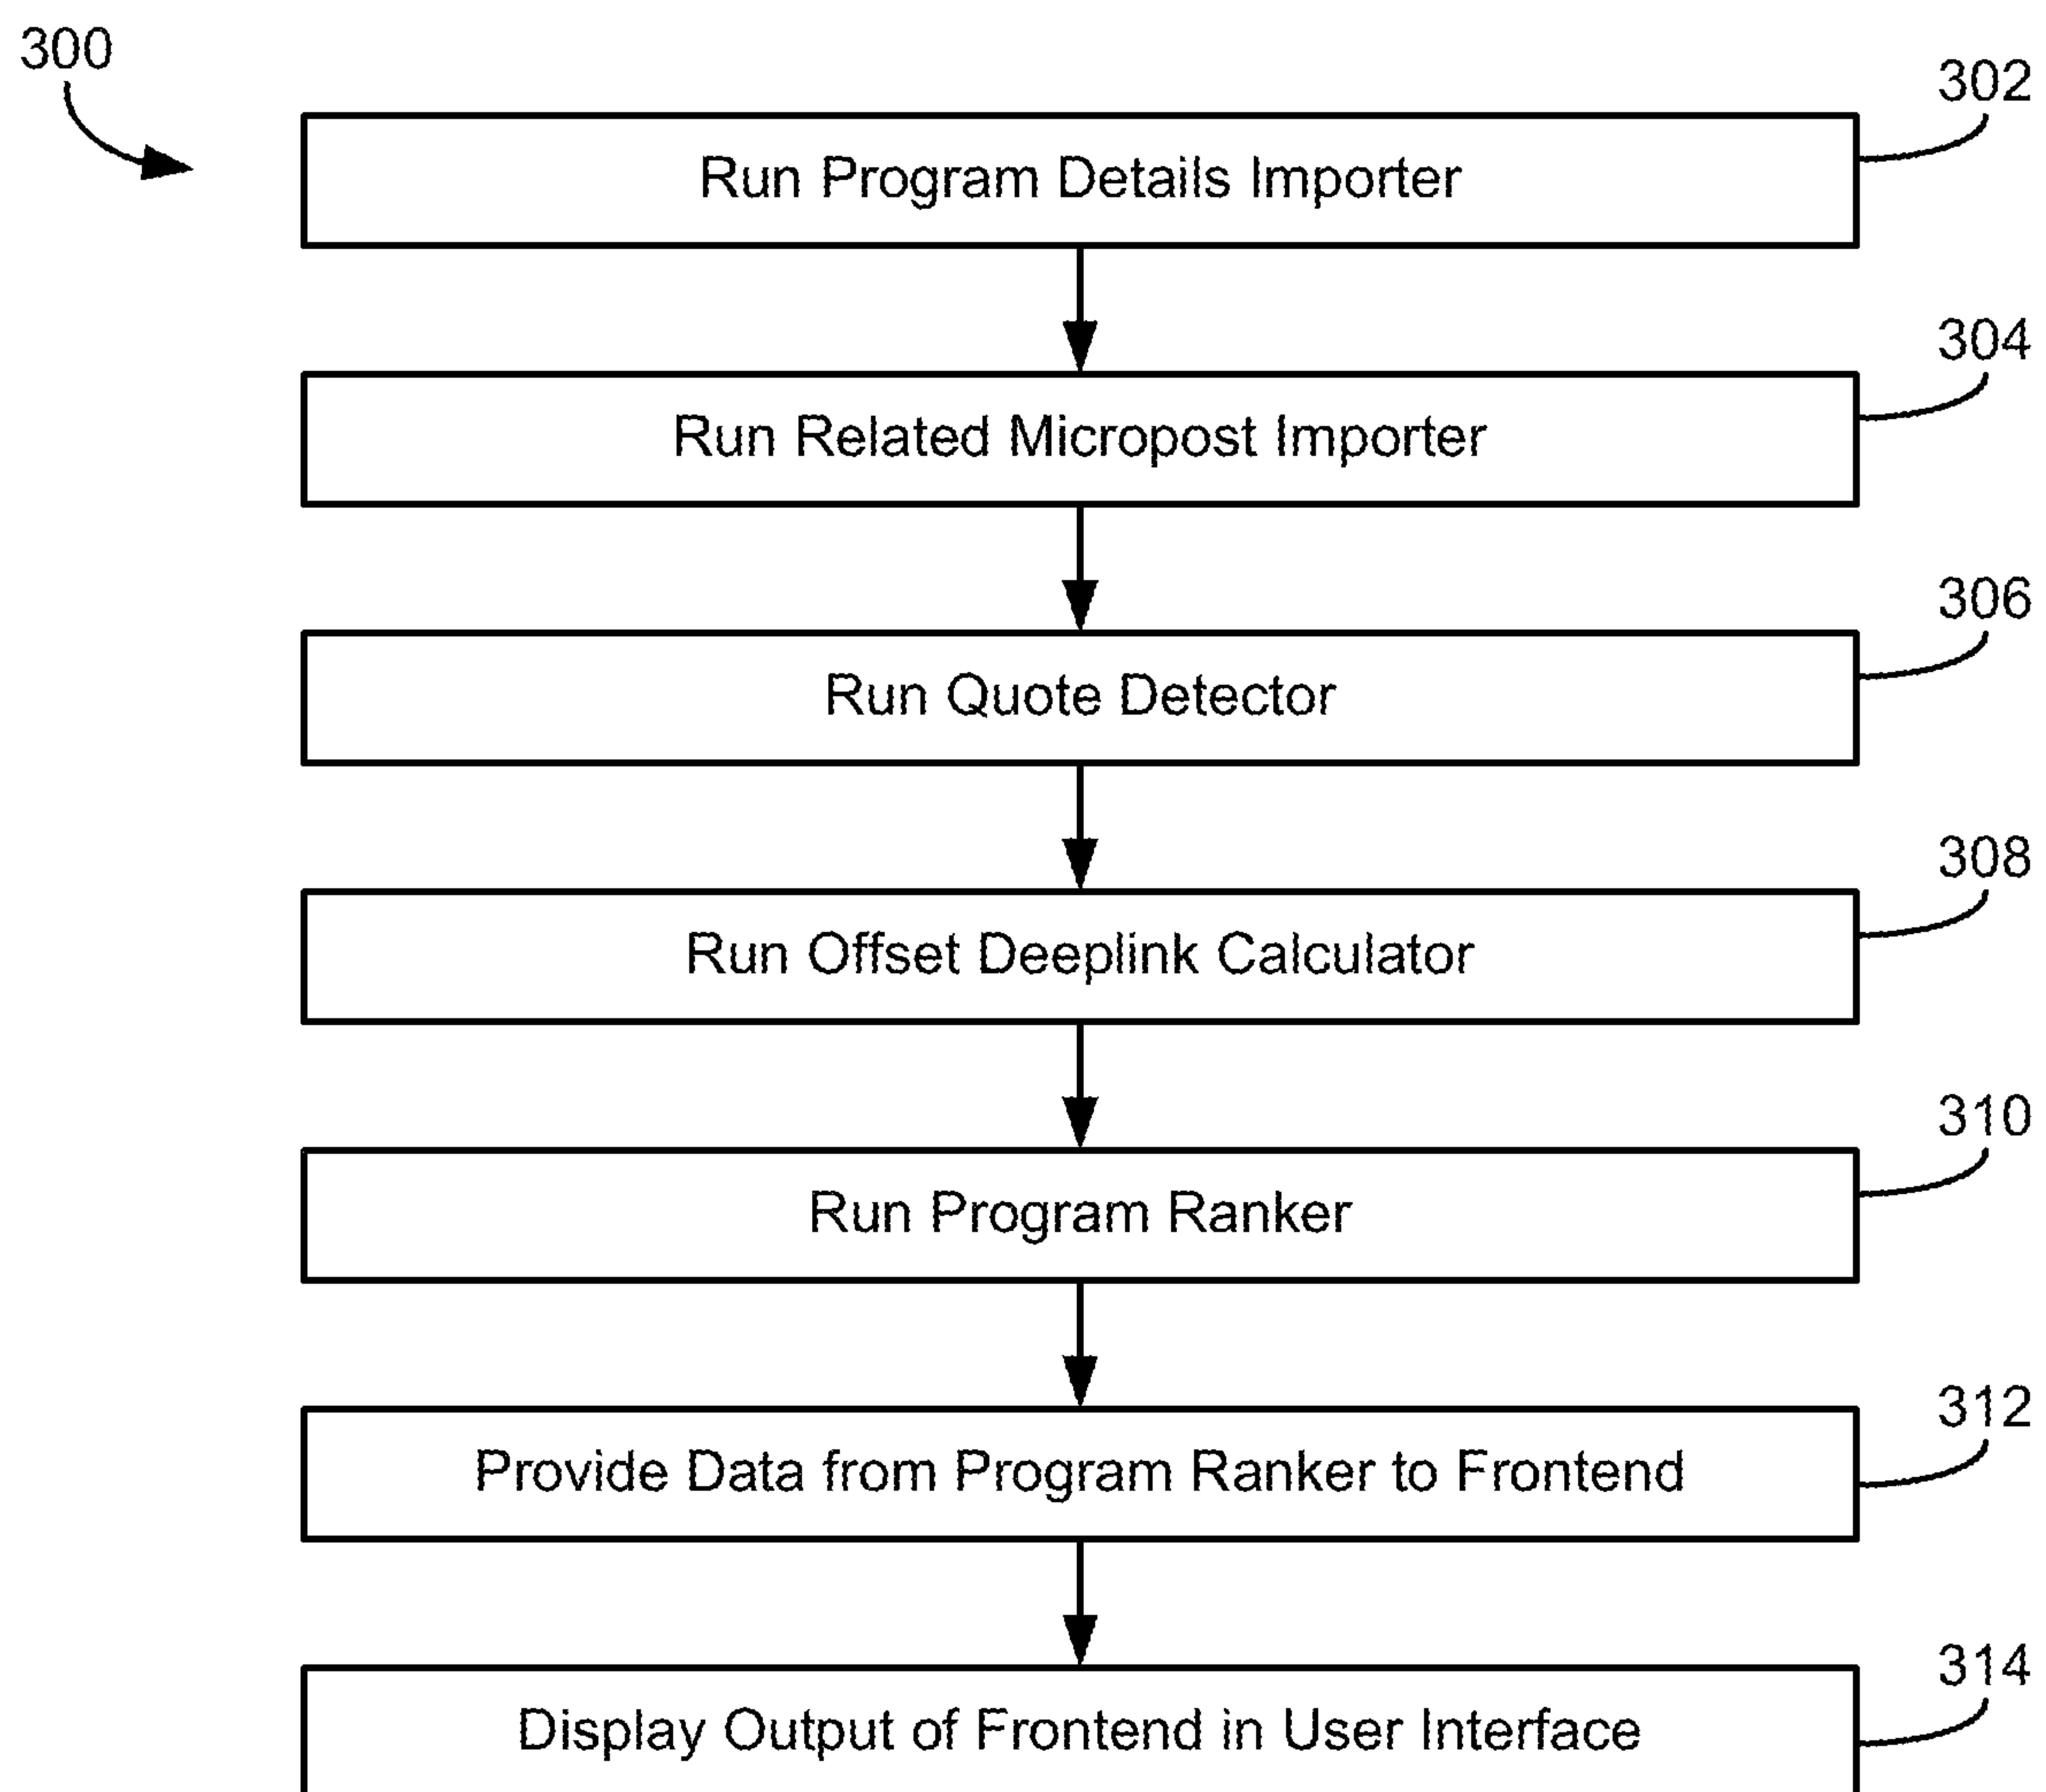 300
302
Run Program Details Importer
304
Run Related Micropost Importer
306
Run Quote Detector
308
Run Offset Deeplink Calculator
310
Run Program Ranker
312
Provide Data from Program Ranker to Frontend
314
Display Output of Frontend in User Interface